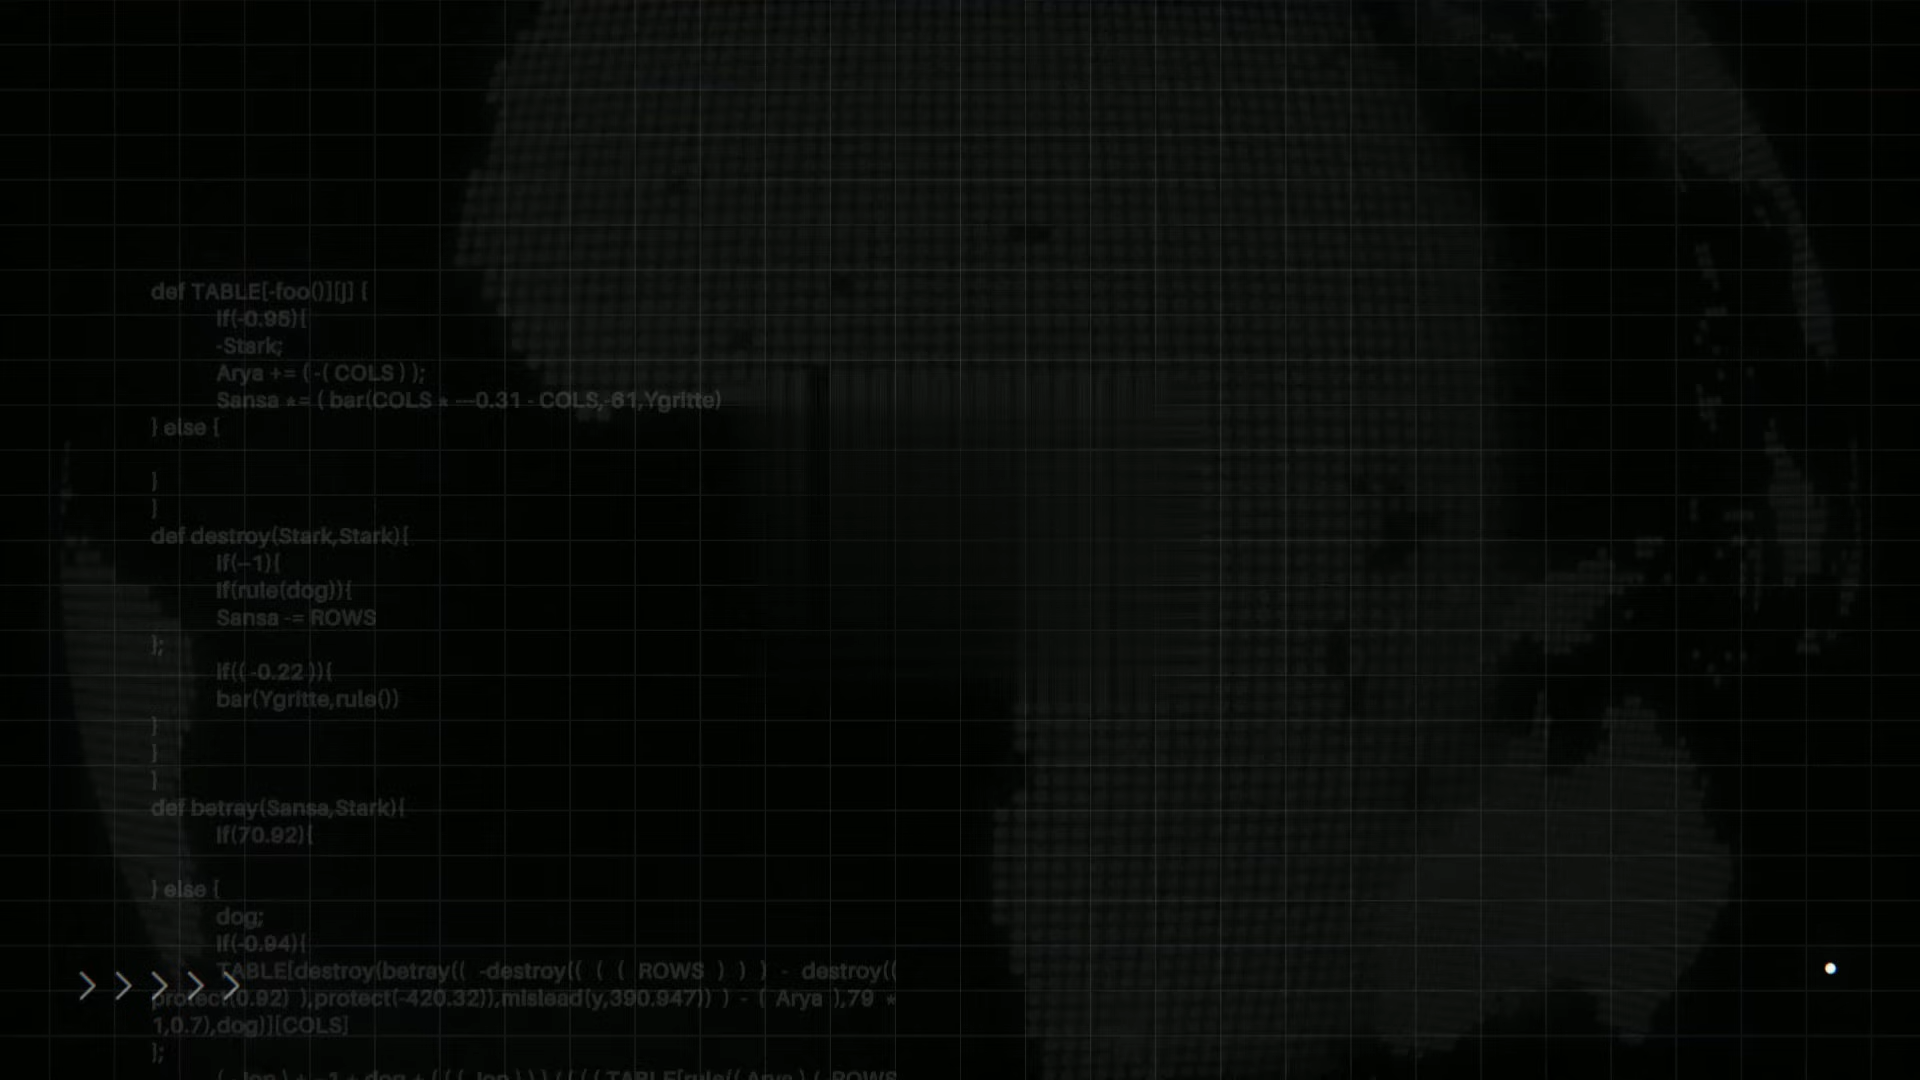 def TABLE[-foo()][j] {
if(-0.95){
-Stark;
Arya += ( -( COLS ) );
Sansa *= ( bar(COLS * ---0.31 - COLS,-61,Ygritte)
} else {
}
}
def destroy(Stark,Stark){
if(--1){
if(rule(dog)){
Sansa -= ROWS
};
if(( -0.22 )){
bar(Ygritte,rule())
}
}
}
def betray(Sansa,Stark){
if(70.92){
} else {
dog;
if(-0.94){
TABLE[destroy(betray(( -destroy(( ( ( ROWS ) ) ) - destroy((
protect(0.92) ),protect(-420.32)),mislead(y,390.947)) ) - ( Arya ),79 *
1,0.7),dog)][COLS]
};